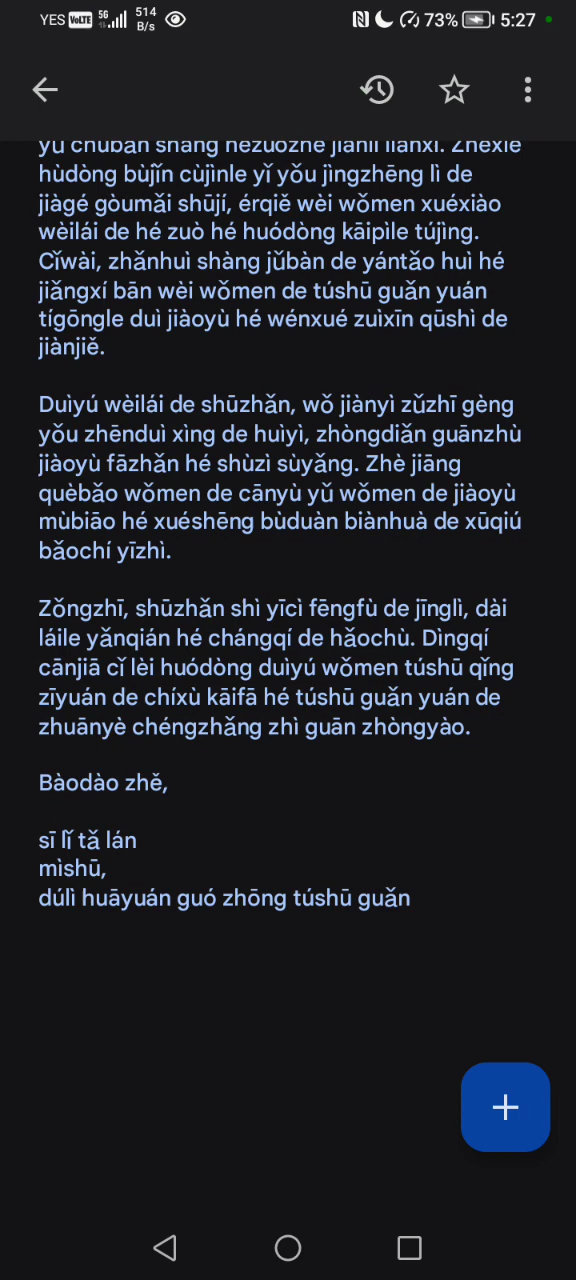 YES VoLTE 5G 514 B/s 73% 5:27
yǔ chūbǎn shāng hézuòzhě jiànlì liánxì. Zhèxiē
hùdòng bùjǐn cùjìnle yǐ yǒu jìngzhēng lì de
jiàgé gòumǎi shūjí, érqiě wèi wǒmen xuéxiào
wèilái de hé zuò hé huódòng kāipìle tújìng.
Cǐwài, zhǎnhuì shàng jǔbàn de yántǎo huì hé
jiǎngxí bān wèi wǒmen de túshū guǎn yuán
tígōngle duì jiàoyù hé wénxué zuìxīn qūshì de
jiànjiě.
Duìyú wèilái de shūzhǎn, wǒ jiànyì zǔzhī gèng
yǒu zhēnduì xìng de huìyì, zhòngdiǎn guānzhù
jiàoyù fāzhǎn hé shùzì sùyǎng. Zhè jiāng
quèbǎo wǒmen de cānyù yǔ wǒmen de jiàoyù
mùbiāo hé xuéshēng bùduàn biànhuà de xūqiú
bǎochí yīzhì.
Zǒngzhī, shūzhǎn shì yīcì fēngfù de jīnglì, dài
láile yǎnqián hé chángqí de hǎochù. Dìngqí
cānjiā cǐ lèi huódòng duìyú wǒmen túshū qǐng
zīyuán de chíxù kāifā hé túshū guǎn yuán de
zhuānyè chéngzhǎng zhì guān zhòngyào.
Bàodào zhě,
sī lǐ tǎ lán
mìshū,
dúlì huāyuán guó zhōng túshū guǎn